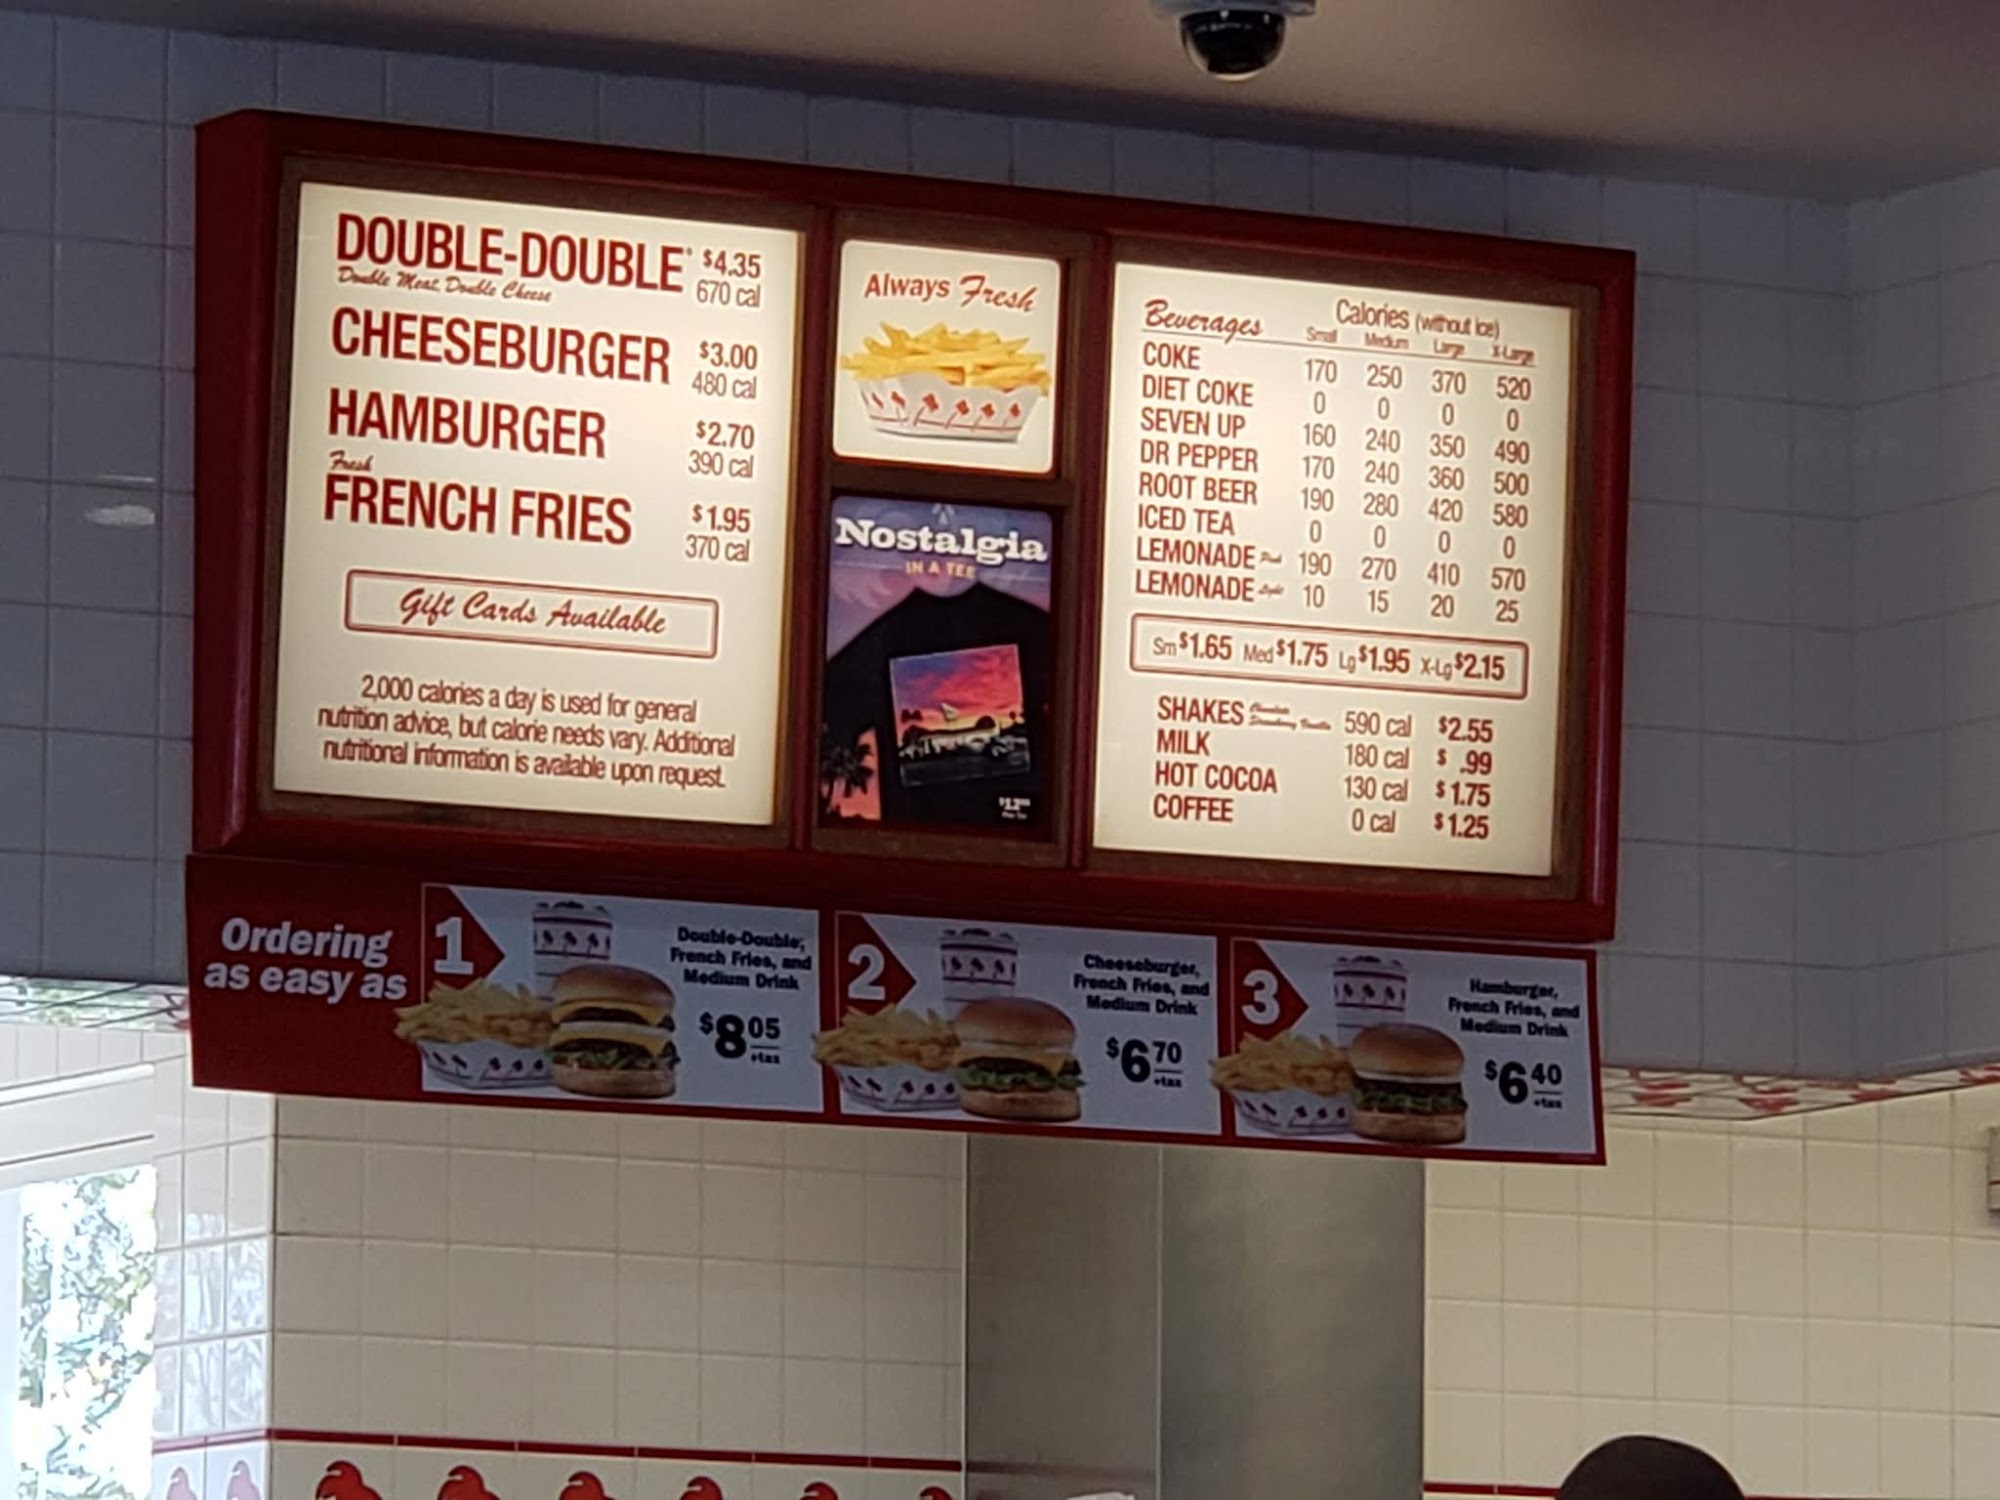 DOUBLE-DOUBLE® $4.35
Double Meat, Double Cheese 670 cal
CHEESEBURGER $3.00
480 cal
HAMBURGER $2.70
390 cal
Fresh
FRENCH FRIES $1.95
370 cal
Gift Cards Available
2,000 calories a day is used for general
nutrition advice, but calorie needs vary. Additional
nutritional information is available upon request.
Always Fresh
Nostalgia
IN A TEE
Beverages Calories (without ice)
Small Medium Large X-Large
COKE 170 250 370 520
DIET COKE 0 0 0 0
SEVEN UP 160 240 350 490
DR PEPPER 170 240 360 500
ROOT BEER 190 280 420 580
ICED TEA 0 0 0 0
LEMONADE Pink 190 270 410 570
LEMONADE Light 10 15 20 25
Sm $1.65 Med $1.75 Lg $1.95 X-Lg $2.15
SHAKES Chocolate Strawberry Vanilla 590 cal $2.55
MILK 180 cal $ .99
HOT COCOA 130 cal $1.75
COFFEE 0 cal $1.25
Ordering
as easy as
1
Double-Double,
French Fries, and
Medium Drink
$8 05
+tax
2
Cheeseburger,
French Fries, and
Medium Drink
$6 70
+tax
3
Hamburger,
French Fries, and
Medium Drink
$6 40
+tax